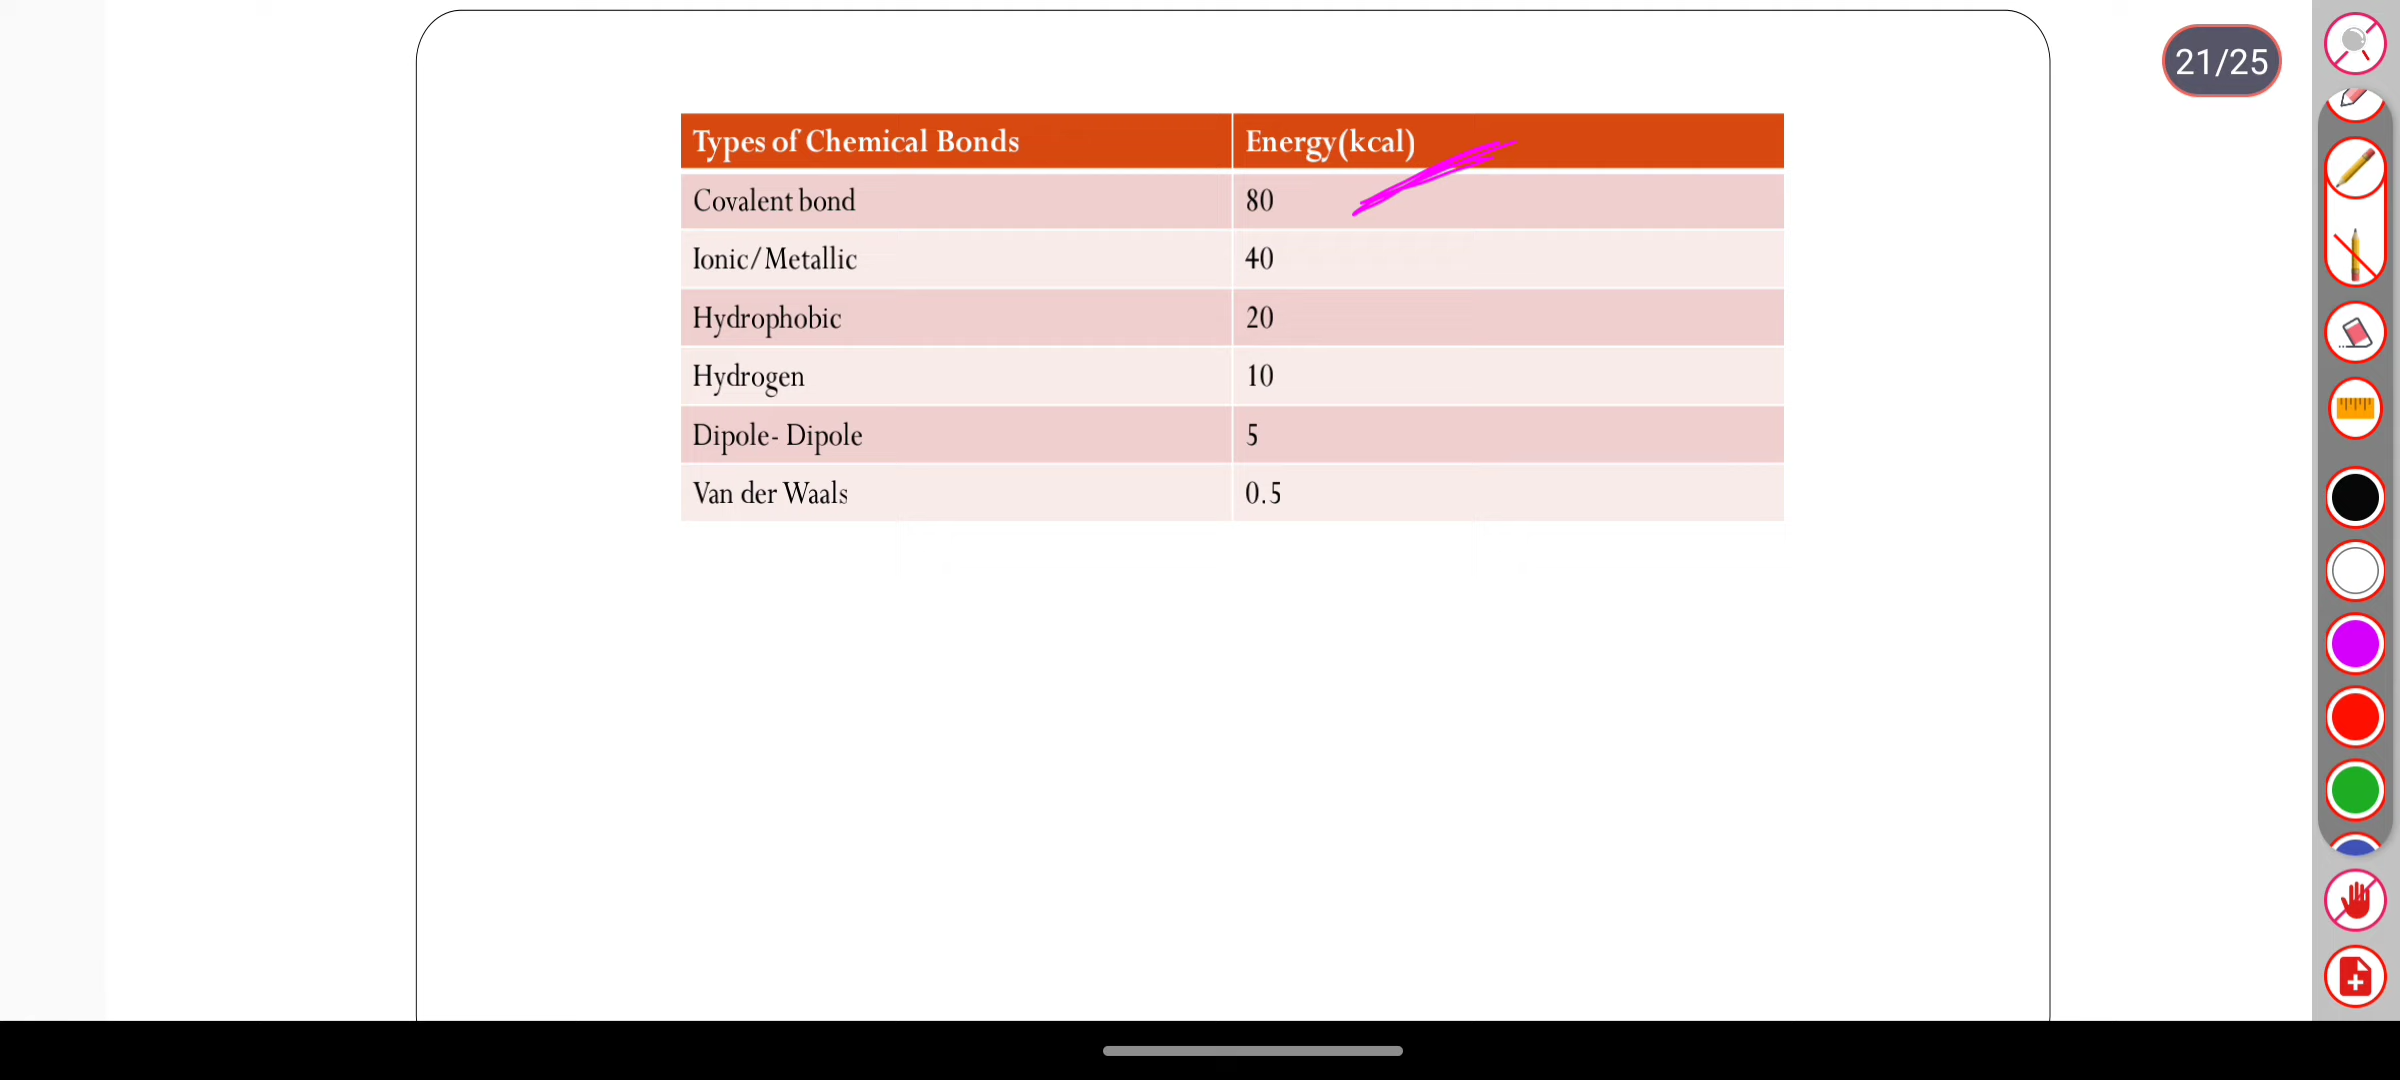 21/25
Types of Chemical Bonds Energy(kcal)
Covalent bond 80
Ionic/Metallic 40
Hydrophobic 20
Hydrogen 10
Dipole- Dipole 5
Van der Waals 0.5